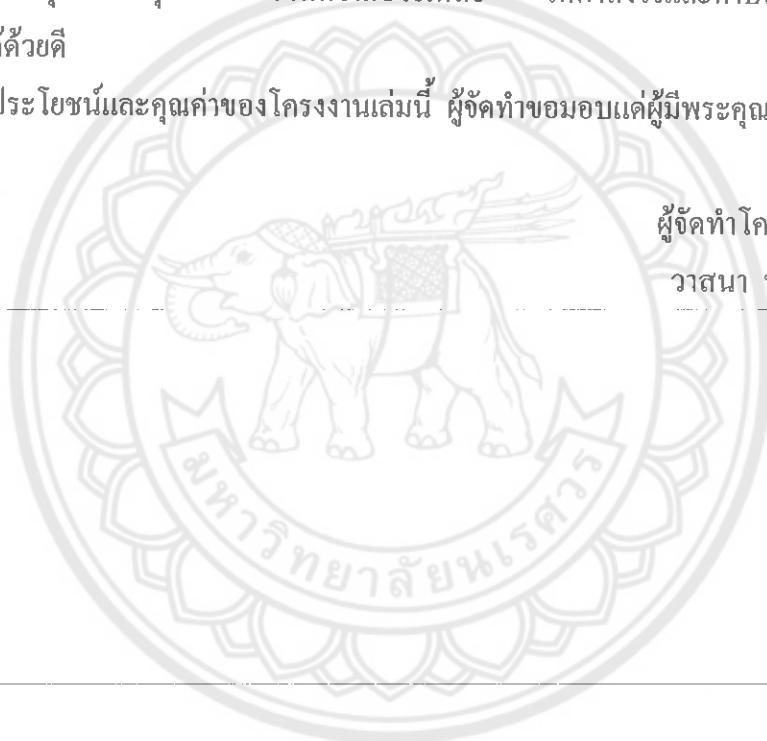 ด้วยดี
ประโยชน์และคุณค่าของโครงงานเล่มนี้ ผู้จัดทำขอมอบแด่ผู้มีพระคุณ
ผู้จัดทำโค
วาสนา
มหาวิทยาลัยนเรศวร